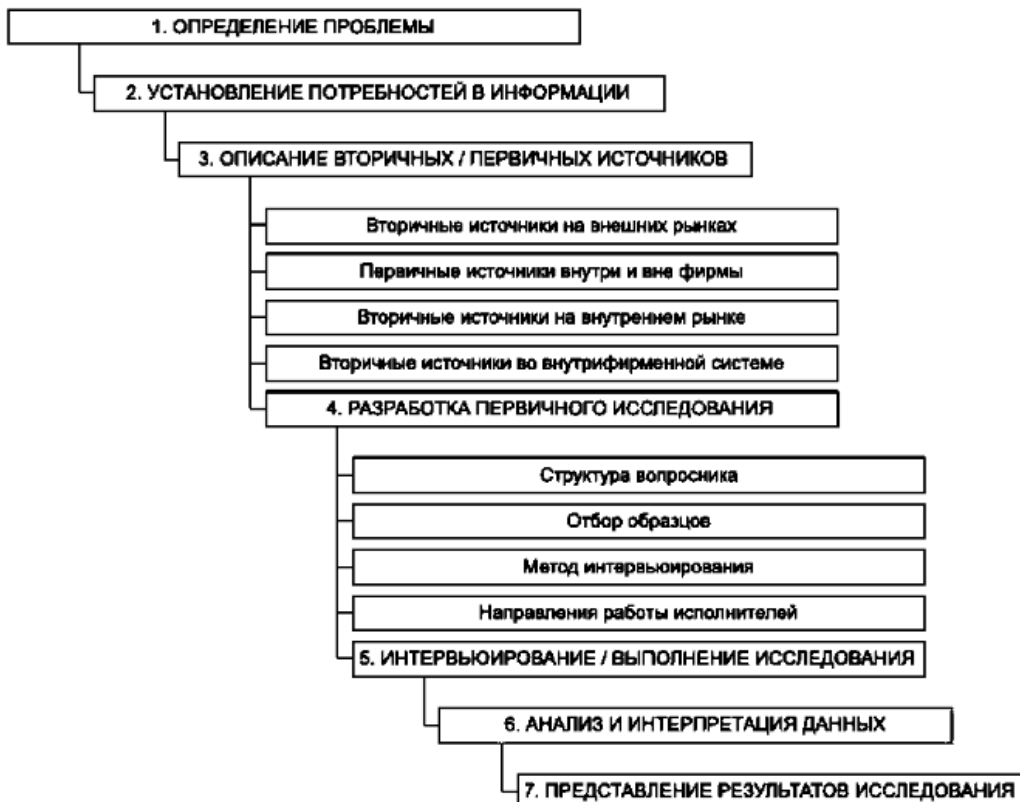 1. ОПРЕДЕЛЕНИЕ ПРОБЛЕМЫ
2. УСТАНОВЛЕНИЕ ПОТРЕБНОСТЕЙ В ИНФОРМАЦИИ
3. ОПИСАНИЕ ВТОРИЧНЫХ / ПЕРВИЧНЫХ ИСТОЧНИКОВ
Вторичные источники на внешних рынках
Первичные источники внутри и вне фирмы
Вторичные источники на внутреннем рынке
Вторичные источники во внутрифирменной системе
4. РАЗРАБОТКА ПЕРВИЧНОГО ИССЛЕДОВАНИЯ
Структура вопросника
Отбор образцов
Метод интервьюирования
Направления работы исполнителей
5. ИНТЕРВЬЮИРОВАНИЕ / ВЫПОЛНЕНИЕ ИССЛЕДОВАНИЯ
6. АНАЛИЗ И ИНТЕРПРЕТАЦИЯ ДАННЫХ
7. ПРЕДСТАВЛЕНИЕ РЕЗУЛЬТАТОВ ИССЛЕДОВАНИЯ